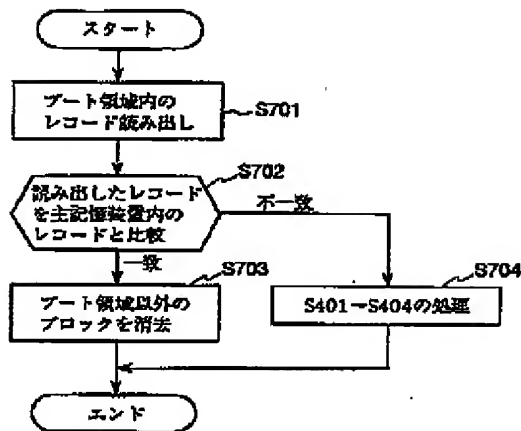 スタート
ブート領域内の
レコード読み出し
S701
S702
読み出したレコード
を主記憶装置内の
レコードと比較
不一致
一致
S703
S704
ブート領域以外の
ブロックを消去
S401~S404の処理
エンド